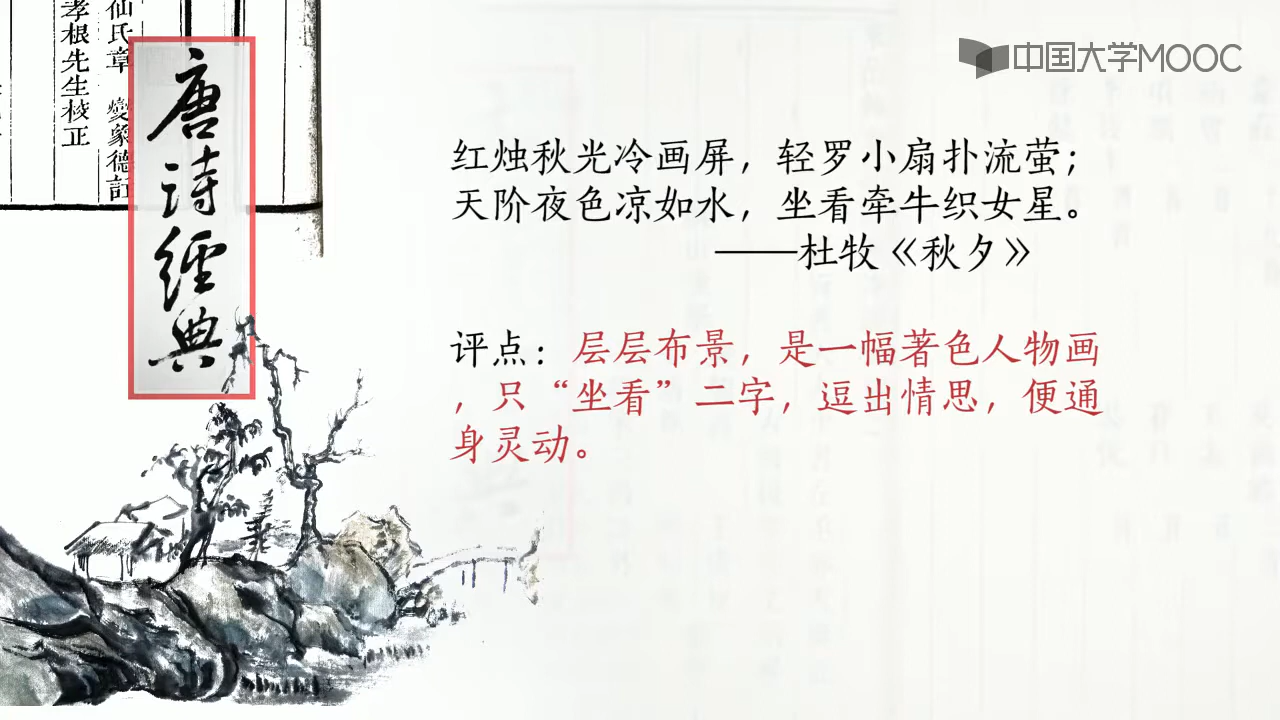 仙氏章 燮象德訂
孝根先生校正
唐诗經典
中国大学MOOC
红烛秋光冷画屏，轻罗小扇扑流萤；
天阶夜色凉如水，坐看牵牛织女星。
——杜牧《秋夕》
评点：层层布景，是一幅著色人物画
，只“坐看”二字，逗出情思，便通
身灵动。